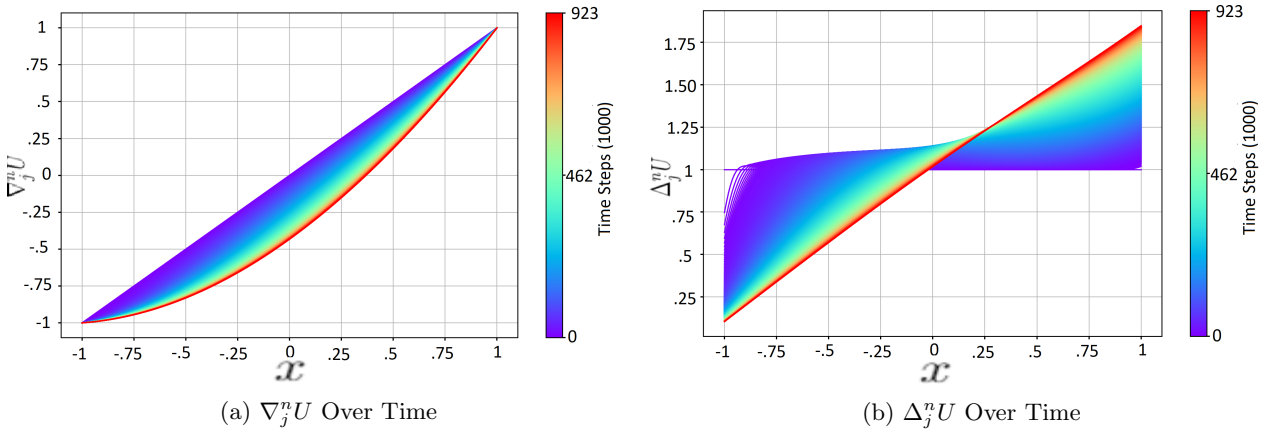 1
.75
.5
.25
0
-.25
-.5
-.75
-1
∇ⁿⱼU
-1 -.75 -.5 -.25 0 .25 .5 .75 1
x
923
462
0
Time Steps (1000)
(a) ∇ⁿⱼU Over Time
1.75
1.50
1.25
1
.75
.5
.25
ΔⁿⱼU
-1 -.75 -.5 -.25 0 .25 .5 .75 1
x
923
462
0
Time Steps (1000)
(b) ΔⁿⱼU Over Time